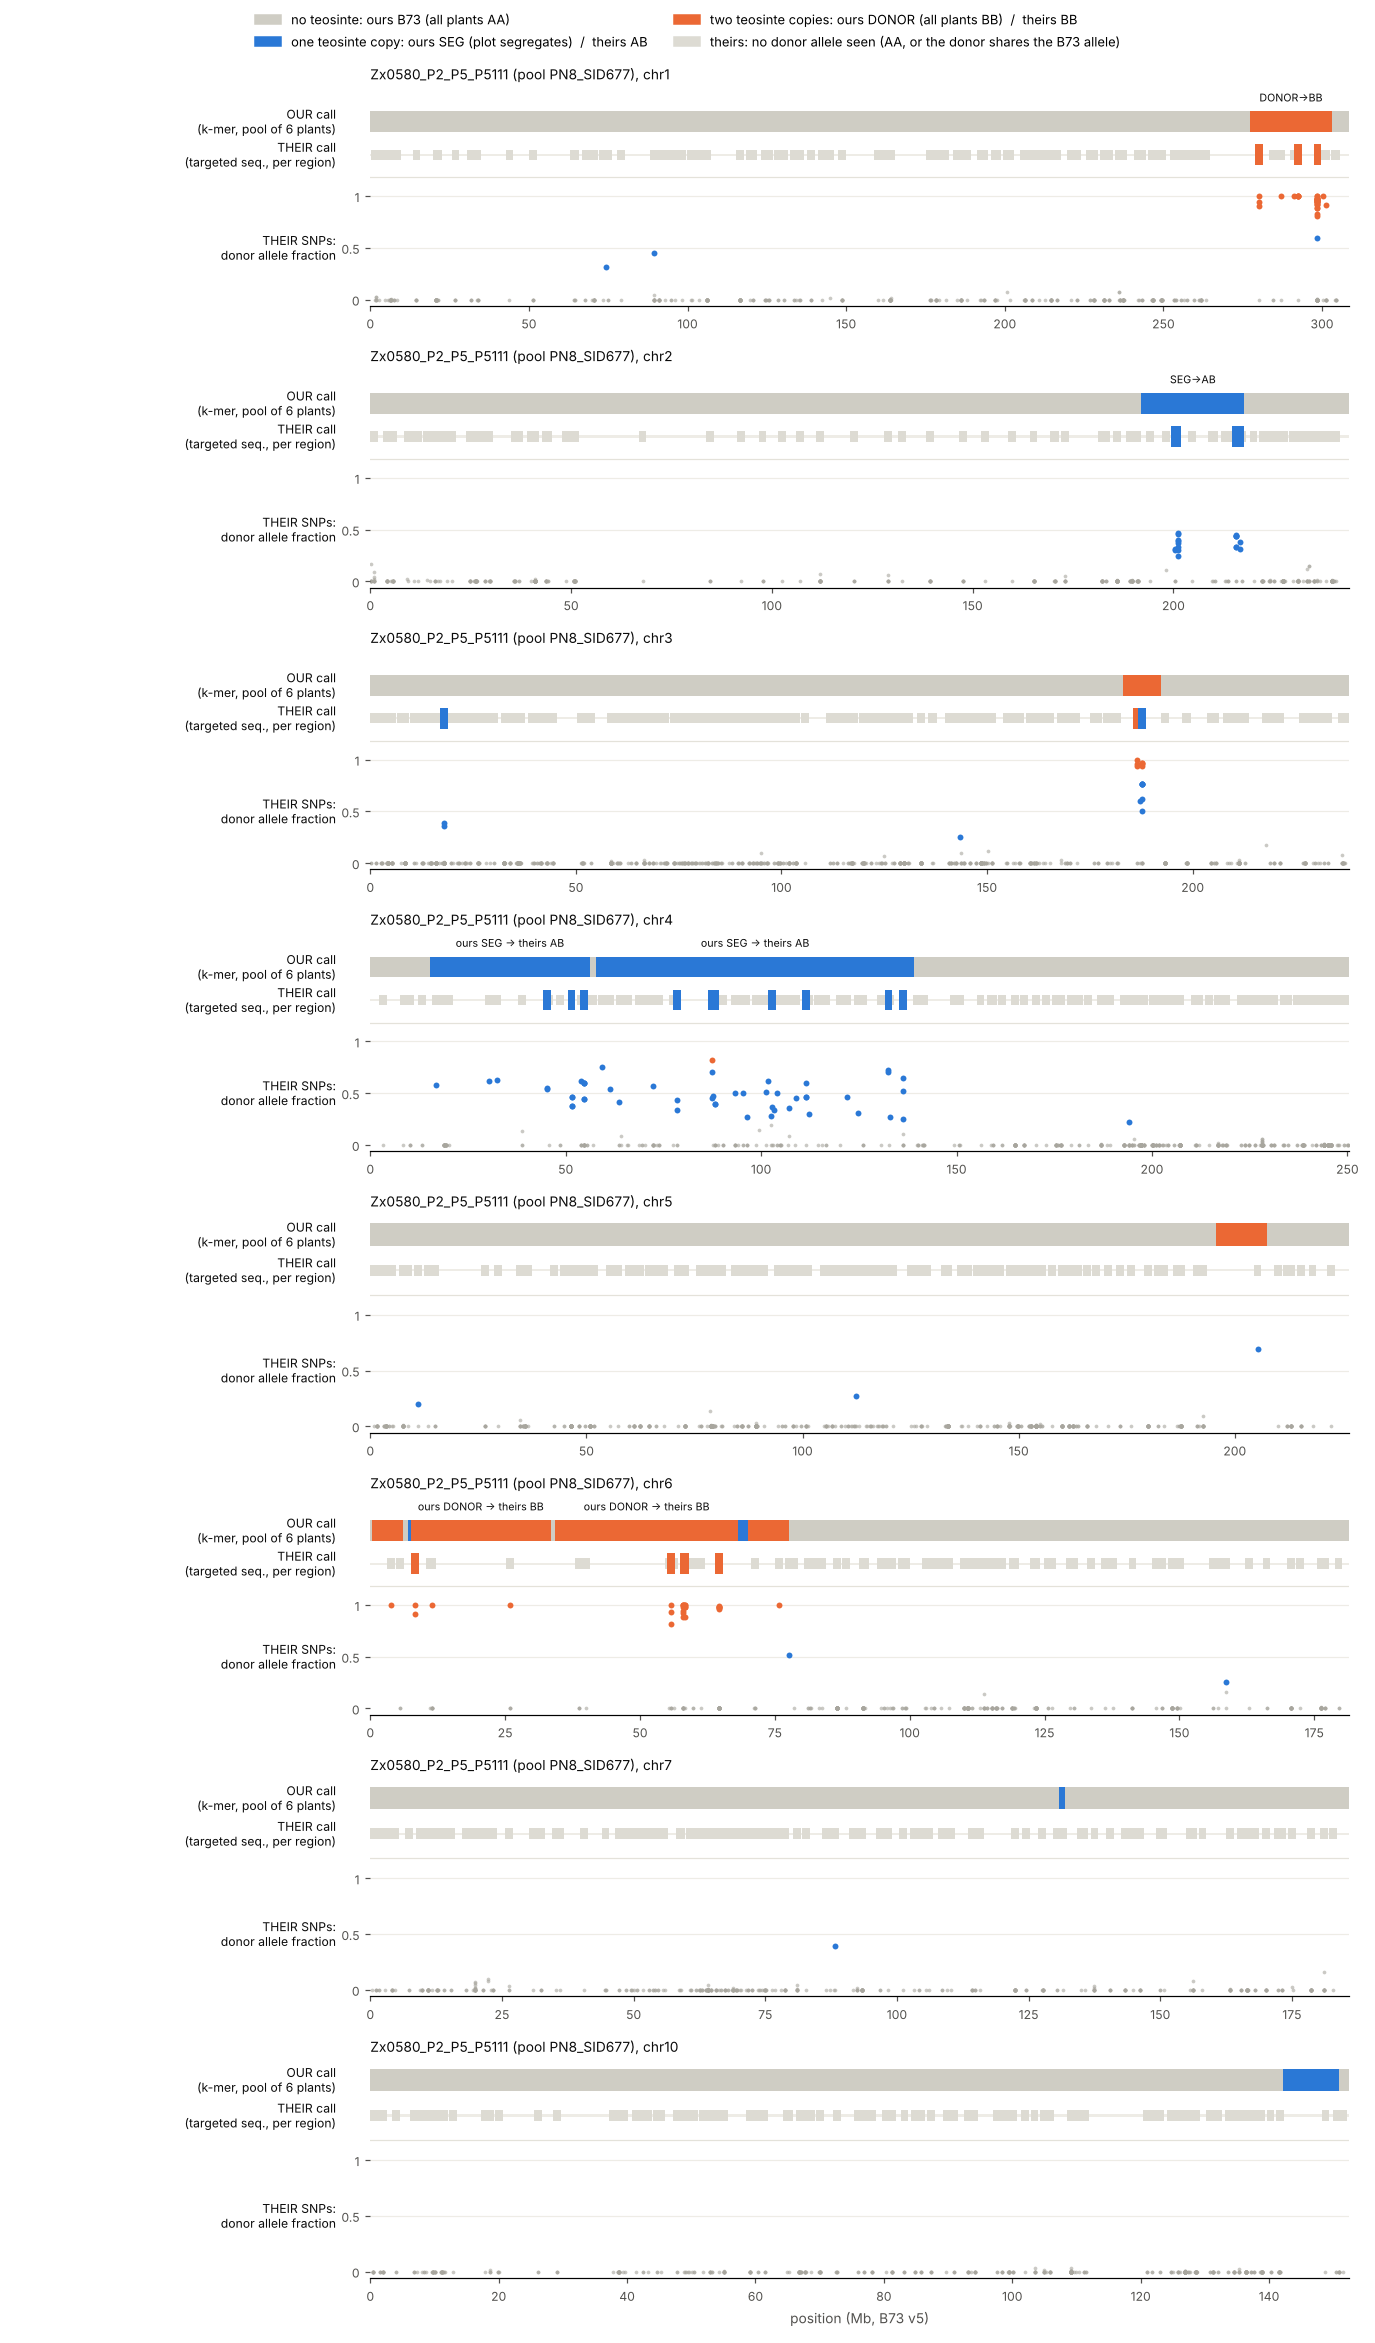 no teosinte: ours B73 (all plants AA)
two teosinte copies: ours DONOR (all plants BB)  /  theirs BB
one teosinte copy: ours SEG (plot segregates)  /  theirs AB
theirs: no donor allele seen (AA, or the donor shares the B73 allele)
Zx0580_P2_P5_P5111 (pool PN8_SID677), chr1
DONOR→BB
OUR call
(k-mer, pool of 6 plants)
THEIR call
(targeted seq., per region)
1
THEIR SNPs:
donor allele fraction
0.5
0
0 50 100 150 200 250 300
Zx0580_P2_P5_P5111 (pool PN8_SID677), chr2
SEG→AB
OUR call
(k-mer, pool of 6 plants)
THEIR call
(targeted seq., per region)
1
THEIR SNPs:
donor allele fraction
0.5
0
0 50 100 150 200
Zx0580_P2_P5_P5111 (pool PN8_SID677), chr3
OUR call
(k-mer, pool of 6 plants)
THEIR call
(targeted seq., per region)
1
THEIR SNPs:
donor allele fraction
0.5
0
0 50 100 150 200
Zx0580_P2_P5_P5111 (pool PN8_SID677), chr4
ours SEG → theirs AB ours SEG → theirs AB
OUR call
(k-mer, pool of 6 plants)
THEIR call
(targeted seq., per region)
1
THEIR SNPs:
donor allele fraction
0.5
0
0 50 100 150 200 250
Zx0580_P2_P5_P5111 (pool PN8_SID677), chr5
OUR call
(k-mer, pool of 6 plants)
THEIR call
(targeted seq., per region)
1
THEIR SNPs:
donor allele fraction
0.5
0
0 50 100 150 200
Zx0580_P2_P5_P5111 (pool PN8_SID677), chr6
ours DONOR → theirs BB ours DONOR → theirs BB
OUR call
(k-mer, pool of 6 plants)
THEIR call
(targeted seq., per region)
1
THEIR SNPs:
donor allele fraction
0.5
0
0 25 50 75 100 125 150 175
Zx0580_P2_P5_P5111 (pool PN8_SID677), chr7
OUR call
(k-mer, pool of 6 plants)
THEIR call
(targeted seq., per region)
1
THEIR SNPs:
donor allele fraction
0.5
0
0 25 50 75 100 125 150 175
Zx0580_P2_P5_P5111 (pool PN8_SID677), chr10
OUR call
(k-mer, pool of 6 plants)
THEIR call
(targeted seq., per region)
1
THEIR SNPs:
donor allele fraction
0.5
0
0 20 40 60 80 100 120 140
position (Mb, B73 v5)